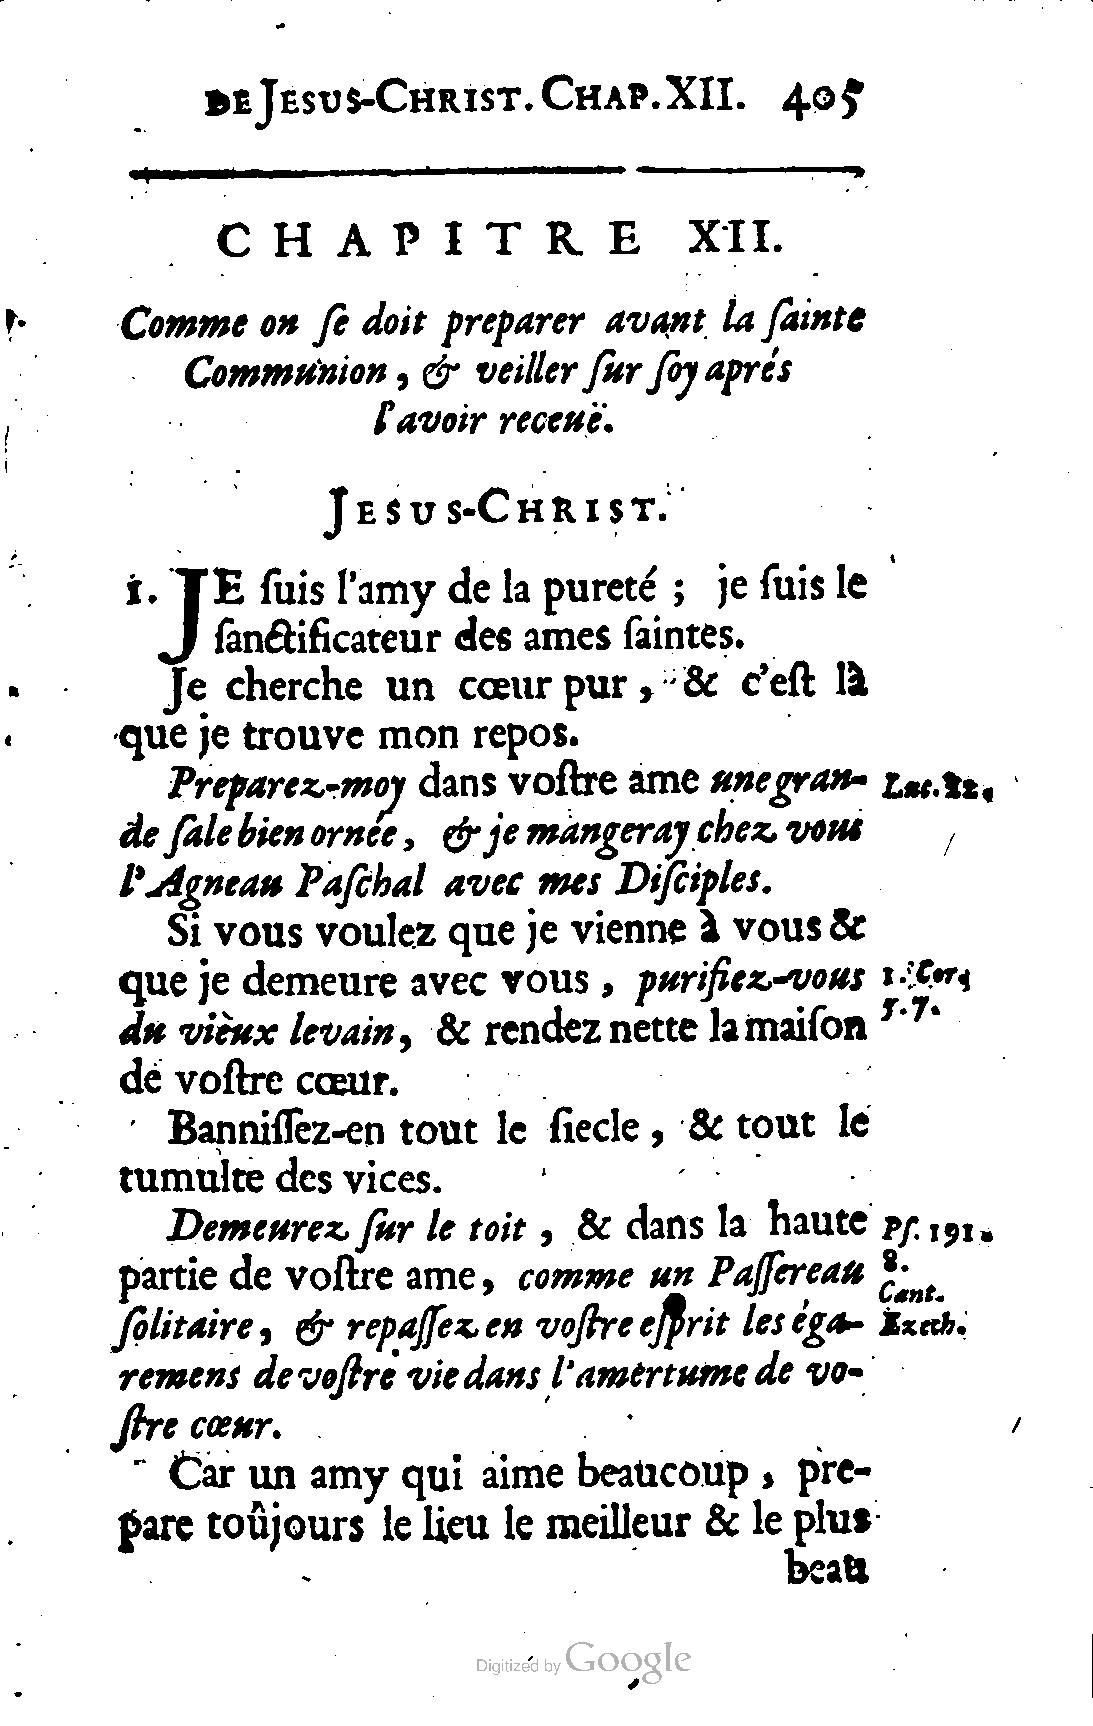 DE JESUS-CHRIST. CHAP. XII. 405
CHAPITRE XII.
Comme on ſe doit preparer avant la ſainte
Communion, & veiller ſur ſoy aprés
l'avoir receuë.
JESUS-CHRIST.
1. JE ſuis l'amy de la pureté ; je ſuis le
ſanctificateur des ames ſaintes.
Je cherche un cœur pur, & c'eſt là
que je trouve mon repos.
Preparez-moy dans voſtre ame une gran- Luc. 22.
de ſale bien ornée, & je mangeray chez vous
l'Agneau Paſchal avec mes Diſciples.
Si vous voulez que je vienne à vous &
que je demeure avec vous, purifiez-vous 1. Cor.
du vieux levain, & rendez nette la maiſon 5. 7.
de voſtre cœur.
Banniſſez-en tout le ſiecle, & tout le
tumulte des vices.
Demeurez ſur le toit, & dans la haute Pſ. 191.
partie de voſtre ame, comme un Paſſereau 8.
Cant.
ſolitaire, & repaſſez en voſtre eſprit les éga- Ezech.
remens de voſtre vie dans l'amertume de vo-
ſtre cœur.
Car un amy qui aime beaucoup, pre-
pare toûjours le lieu le meilleur & le plus
beau
Digitized by Google